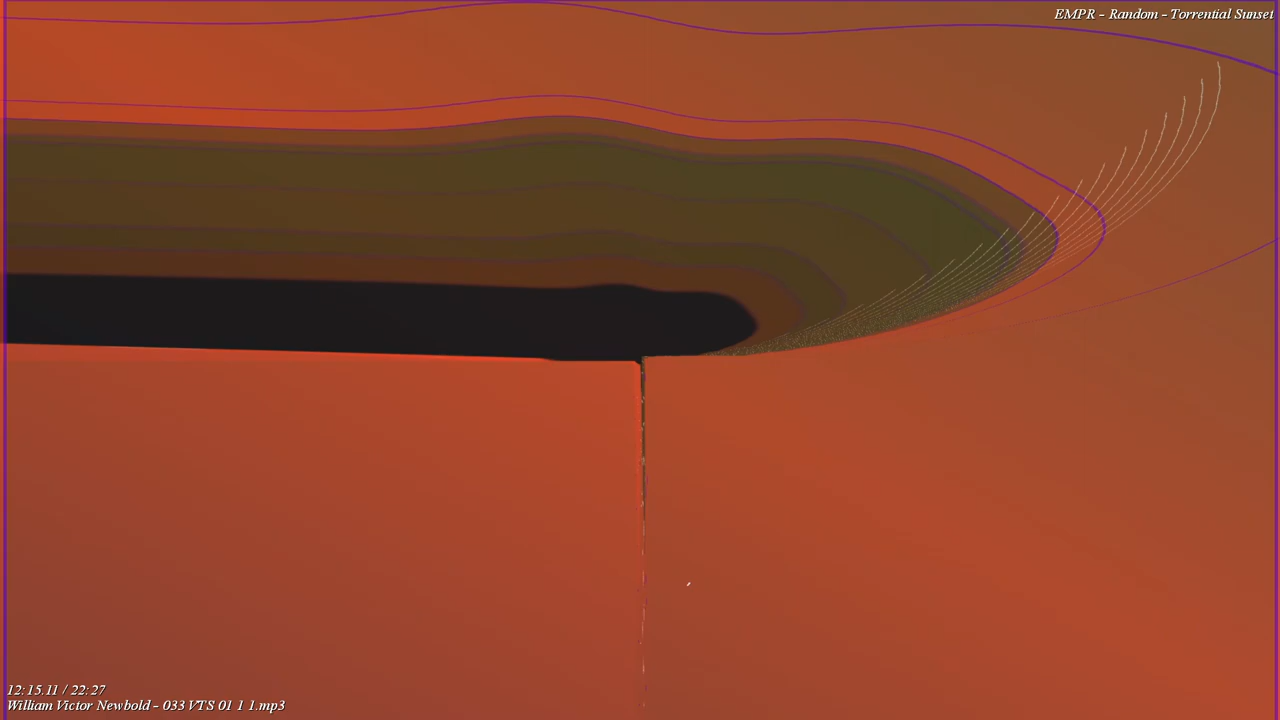 EMPR - Random - Torrential Sunset
12:15.11 / 22:27
William Victor Newbold - 033 VTS 01 1 1.mp3